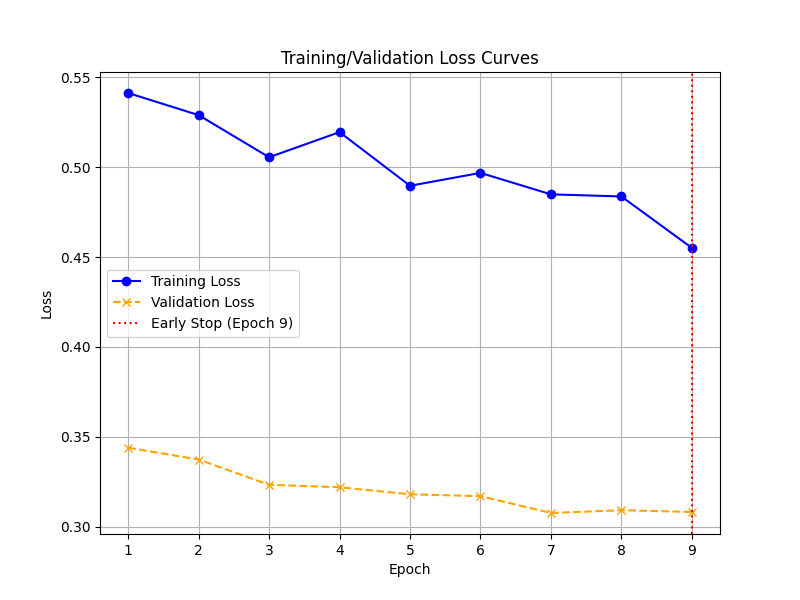 Training/Validation Loss Curves
0.55
0.50
0.45
0.40
0.35
0.30
Loss
Training Loss
Validation Loss
Early Stop (Epoch 9)
1 2 3 4 5 6 7 8 9
Epoch